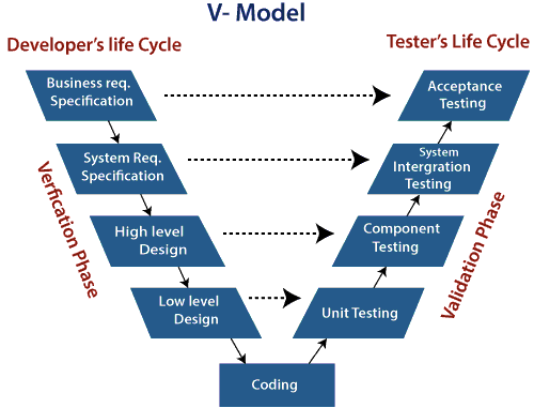 V- Model
Developer's life Cycle
Tester's Life Cycle
Business req.
Specification
Acceptance
Testing
System Req.
Specification
System
Intergration
Testing
High level
Design
Component
Testing
Low level
Design
Unit Testing
Coding
Verfication Phase
Validation Phase